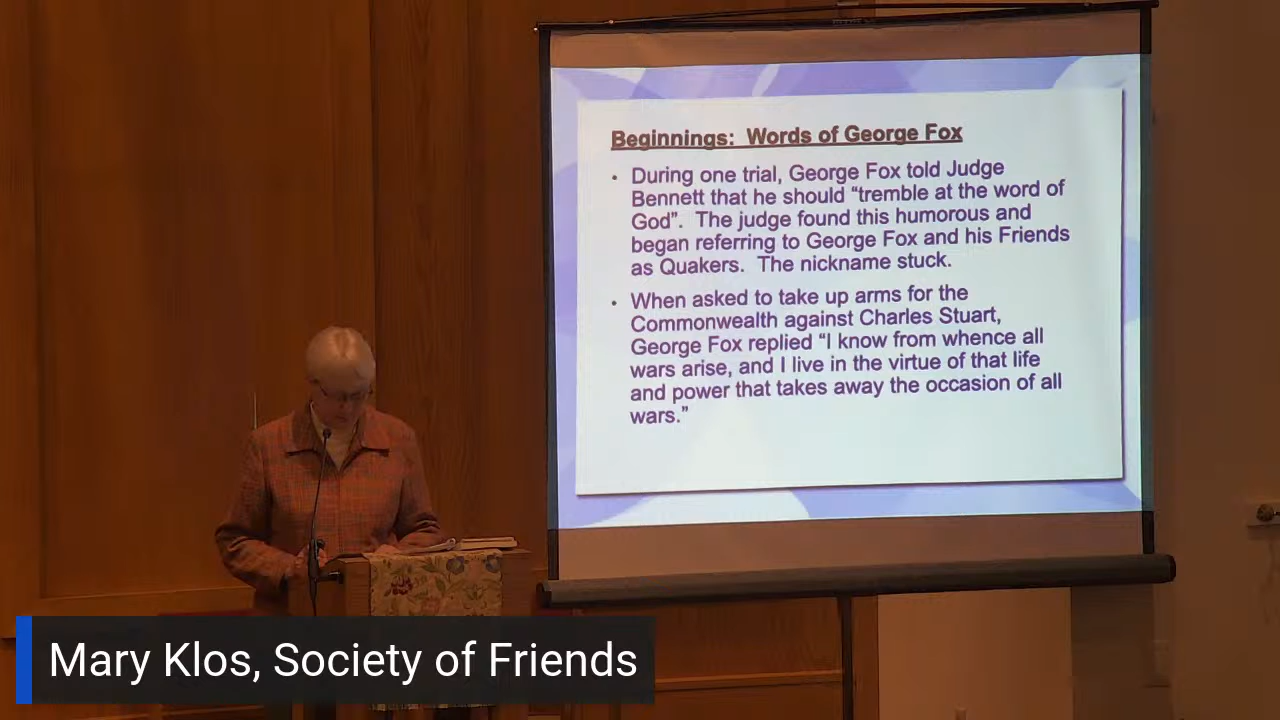 Beginnings: Words of George Fox
• During one trial, George Fox told Judge
Bennett that he should “tremble at the word of
God”. The judge found this humorous and
began referring to George Fox and his Friends
as Quakers. The nickname stuck.
• When asked to take up arms for the
Commonwealth against Charles Stuart,
George Fox replied “I know from whence all
wars arise, and I live in the virtue of that life
and power that takes away the occasion of all
wars.”
Mary Klos, Society of Friends